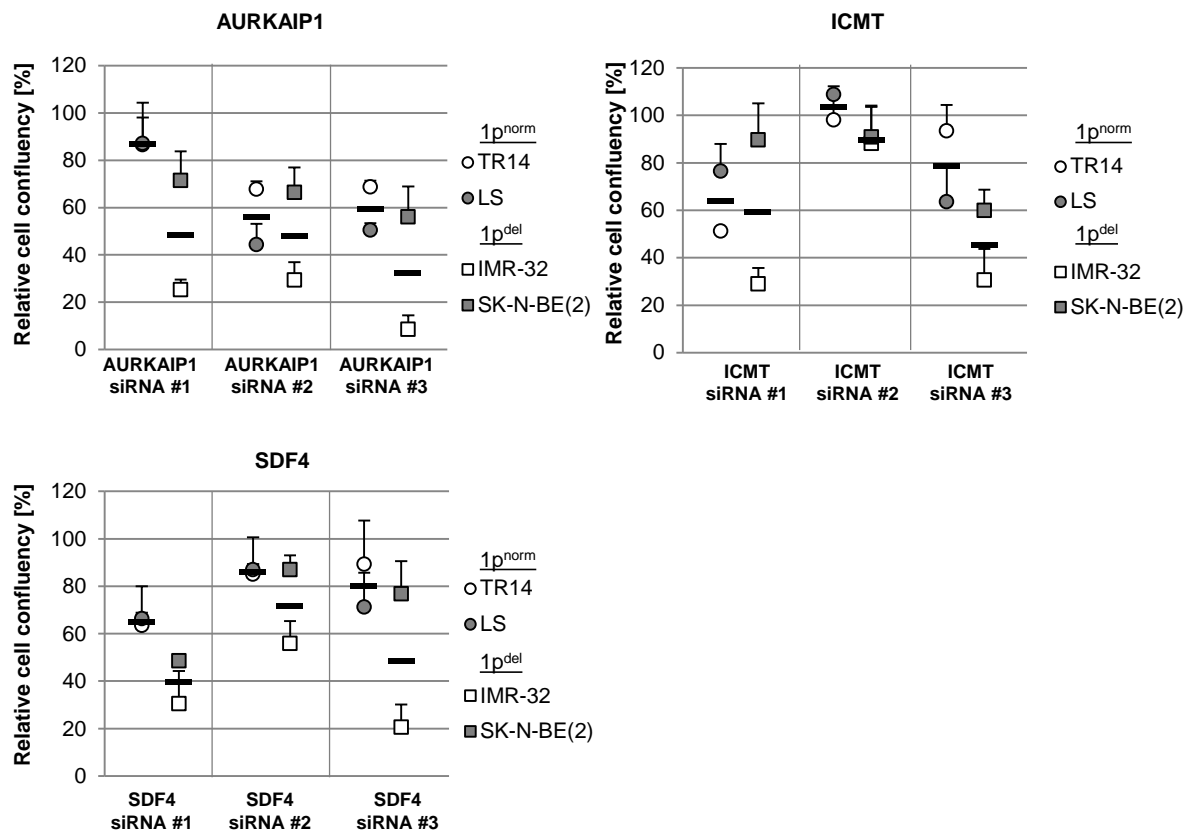 AURKAIP1
Relative cell confluency [%]
120
100
80
60
40
20
0
AURKAIP1
siRNA #1
AURKAIP1
siRNA #2
AURKAIP1
siRNA #3
1pnorm
TR14
LS
1pdel
IMR-32
SK-N-BE(2)
ICMT
Relative cell confluency [%]
120
100
80
60
40
20
0
ICMT
siRNA #1
ICMT
siRNA #2
ICMT
siRNA #3
1pnorm
TR14
LS
1pdel
IMR-32
SK-N-BE(2)
SDF4
Relative cell confluency [%]
120
100
80
60
40
20
0
SDF4
siRNA #1
SDF4
siRNA #2
SDF4
siRNA #3
1pnorm
TR14
LS
1pdel
IMR-32
SK-N-BE(2)